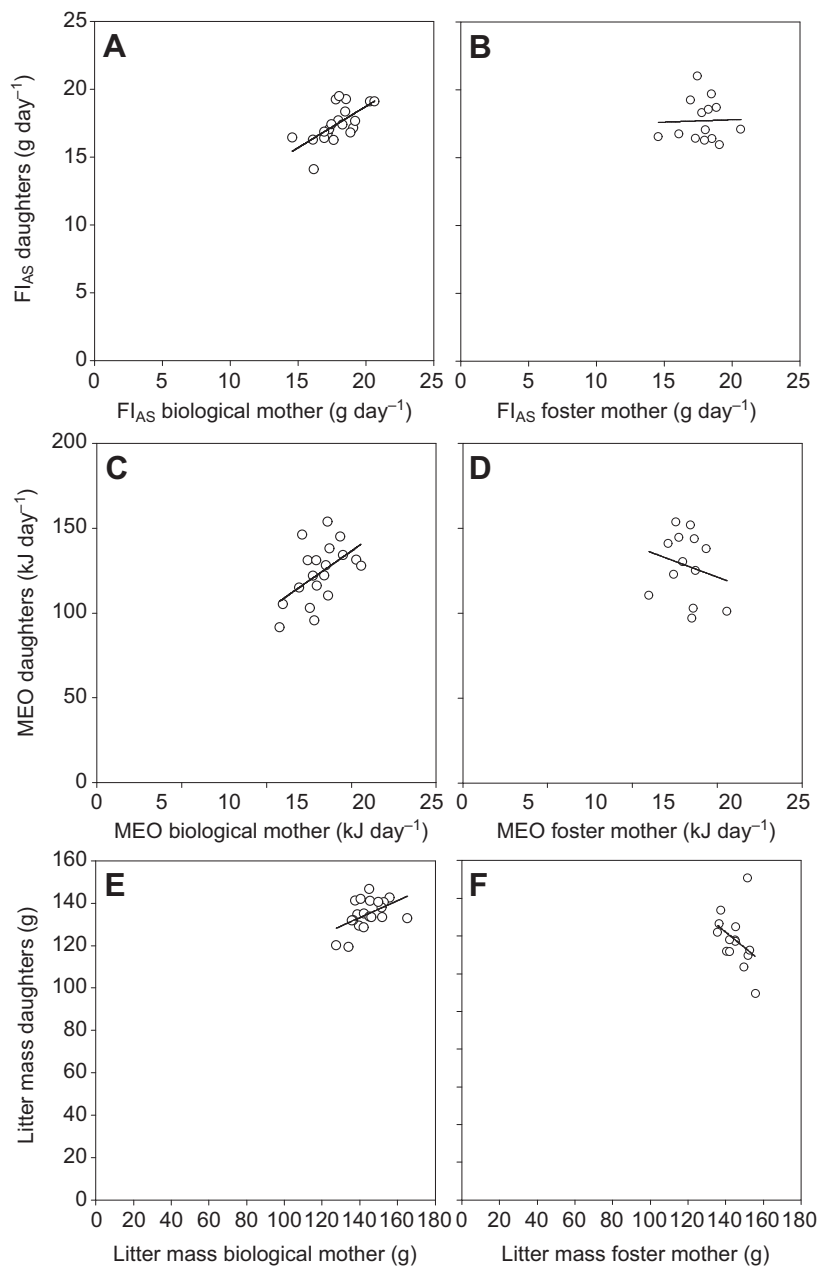 A
B
FI_AS daughters (g day⁻¹)
25
20
15
10
5
0
0 5 10 15 20 25
0 5 10 15 20 25
FI_AS biological mother (g day⁻¹)
FI_AS foster mother (g day⁻¹)
C
D
MEO daughters (kJ day⁻¹)
200
150
100
50
0
0 5 10 15 20 25
0 5 10 15 20 25
MEO biological mother (kJ day⁻¹)
MEO foster mother (kJ day⁻¹)
E
F
Litter mass daughters (g)
160
140
120
100
80
60
40
20
0
0 20 40 60 80 100 120 140 160 180
0 20 40 60 80 100 120 140 160 180
Litter mass biological mother (g)
Litter mass foster mother (g)